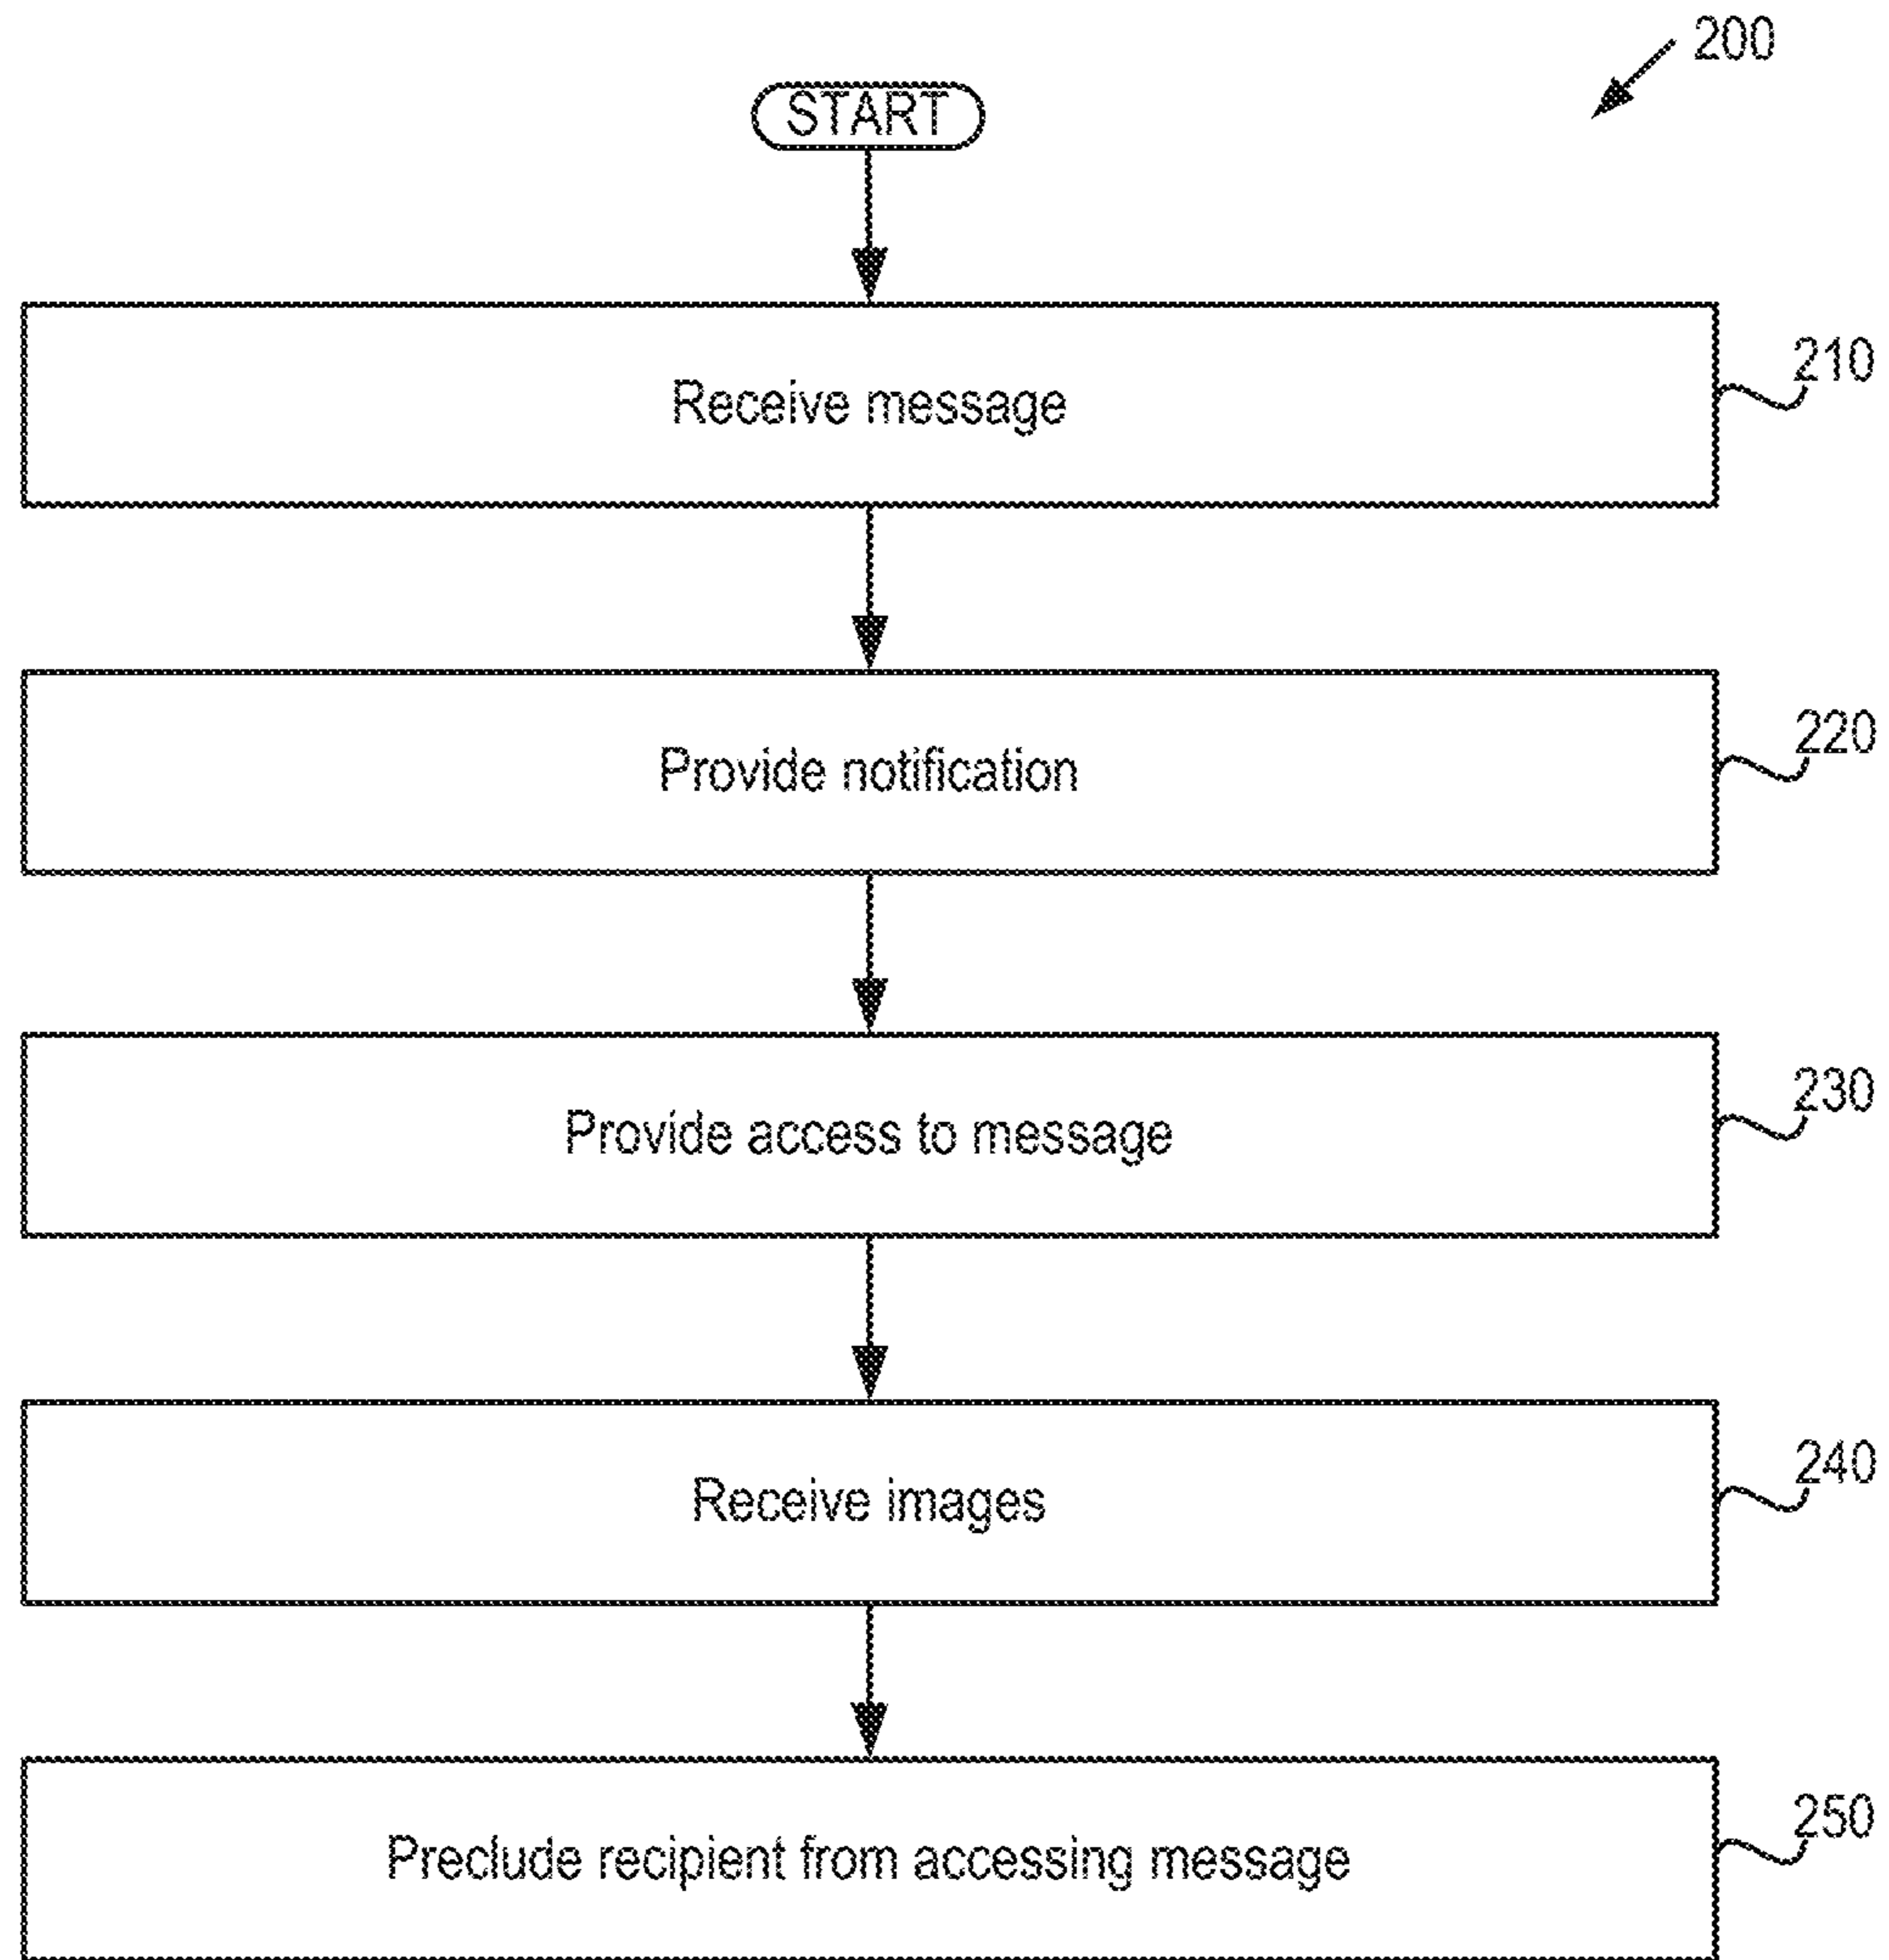 200
START
Receive message
210
Provide notification
220
Provide access to message
230
Receive images
240
Preclude recipient from accessing message
250